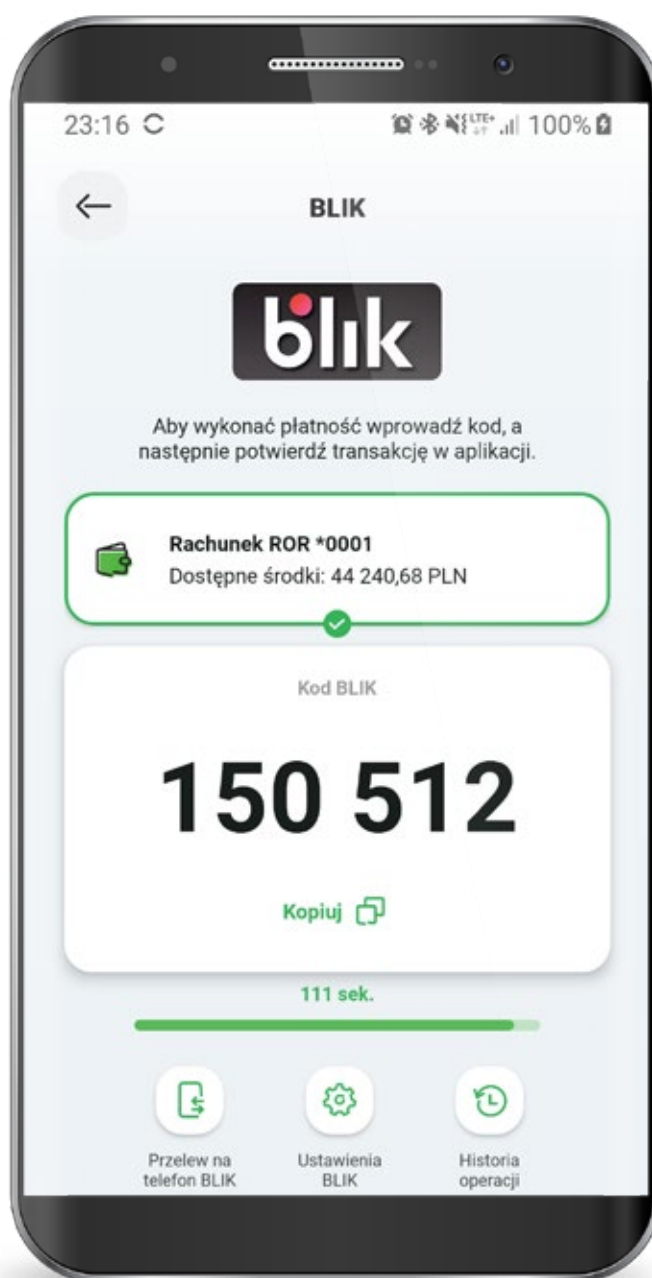 23:16
LTE+
100%
BLIK
blik
Aby wykonać płatność wprowadź kod, a
następnie potwierdź transakcję w aplikacji.
Rachunek ROR *0001
Dostępne środki: 44 240,68 PLN
Kod BLIK
150 512
Kopiuj
111 sek.
Przelew na
telefon BLIK
Ustawienia
BLIK
Historia
operacji